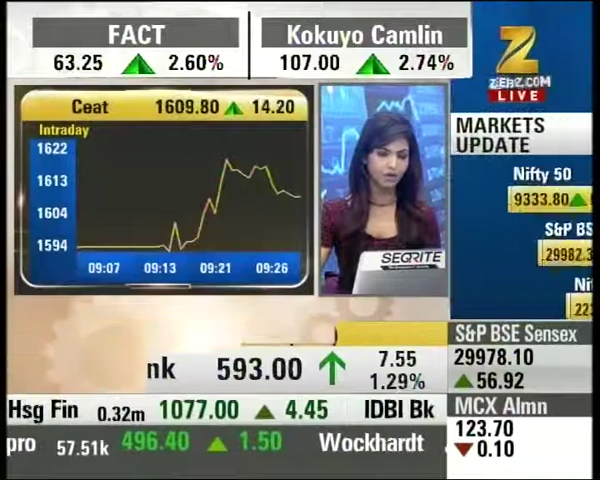 FACT
63.25 2.60%
Kokuyo Camlin
107.00 2.74%
Z
ZEEBIZ.COM
LIVE
Ceat 1609.80 14.20
Intraday
1622
1613
1604
1594
09:07 09:13 09:21 09:26
SEQRITE
MARKETS
UPDATE
Nifty 50
9333.80
S&P BS
29982.3
Ni
22
nk 593.00 7.55
1.29%
S&P BSE Sensex
29978.10
56.92
Hsg Fin 0.32m 1077.00 4.45 IDBI Bk
MCX Almn
123.70
0.10
pro 57.51k 496.40 1.50 Wockhardt